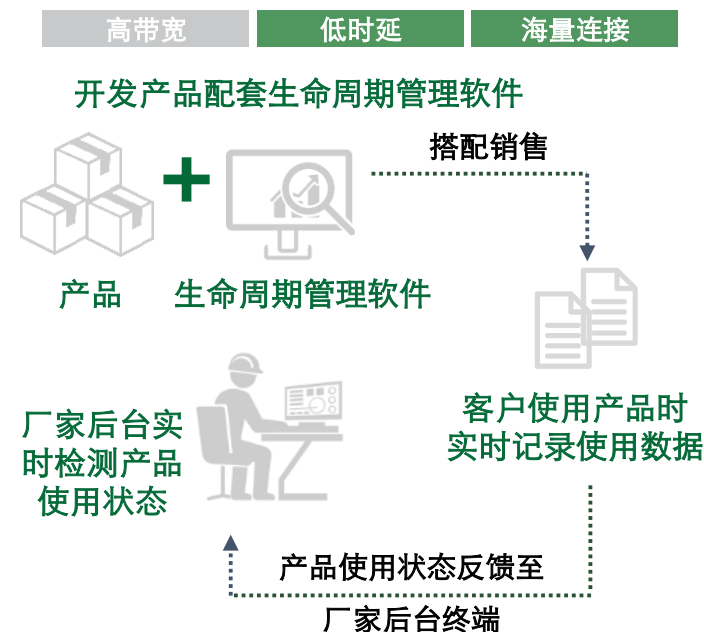 高带宽
低时延
海量连接
开发产品配套生命周期管理软件
搭配销售
产品
生命周期管理软件
客户使用产品时
实时记录使用数据
厂家后台实
时检测产品
使用状态
产品使用状态反馈至
厂家后台终端